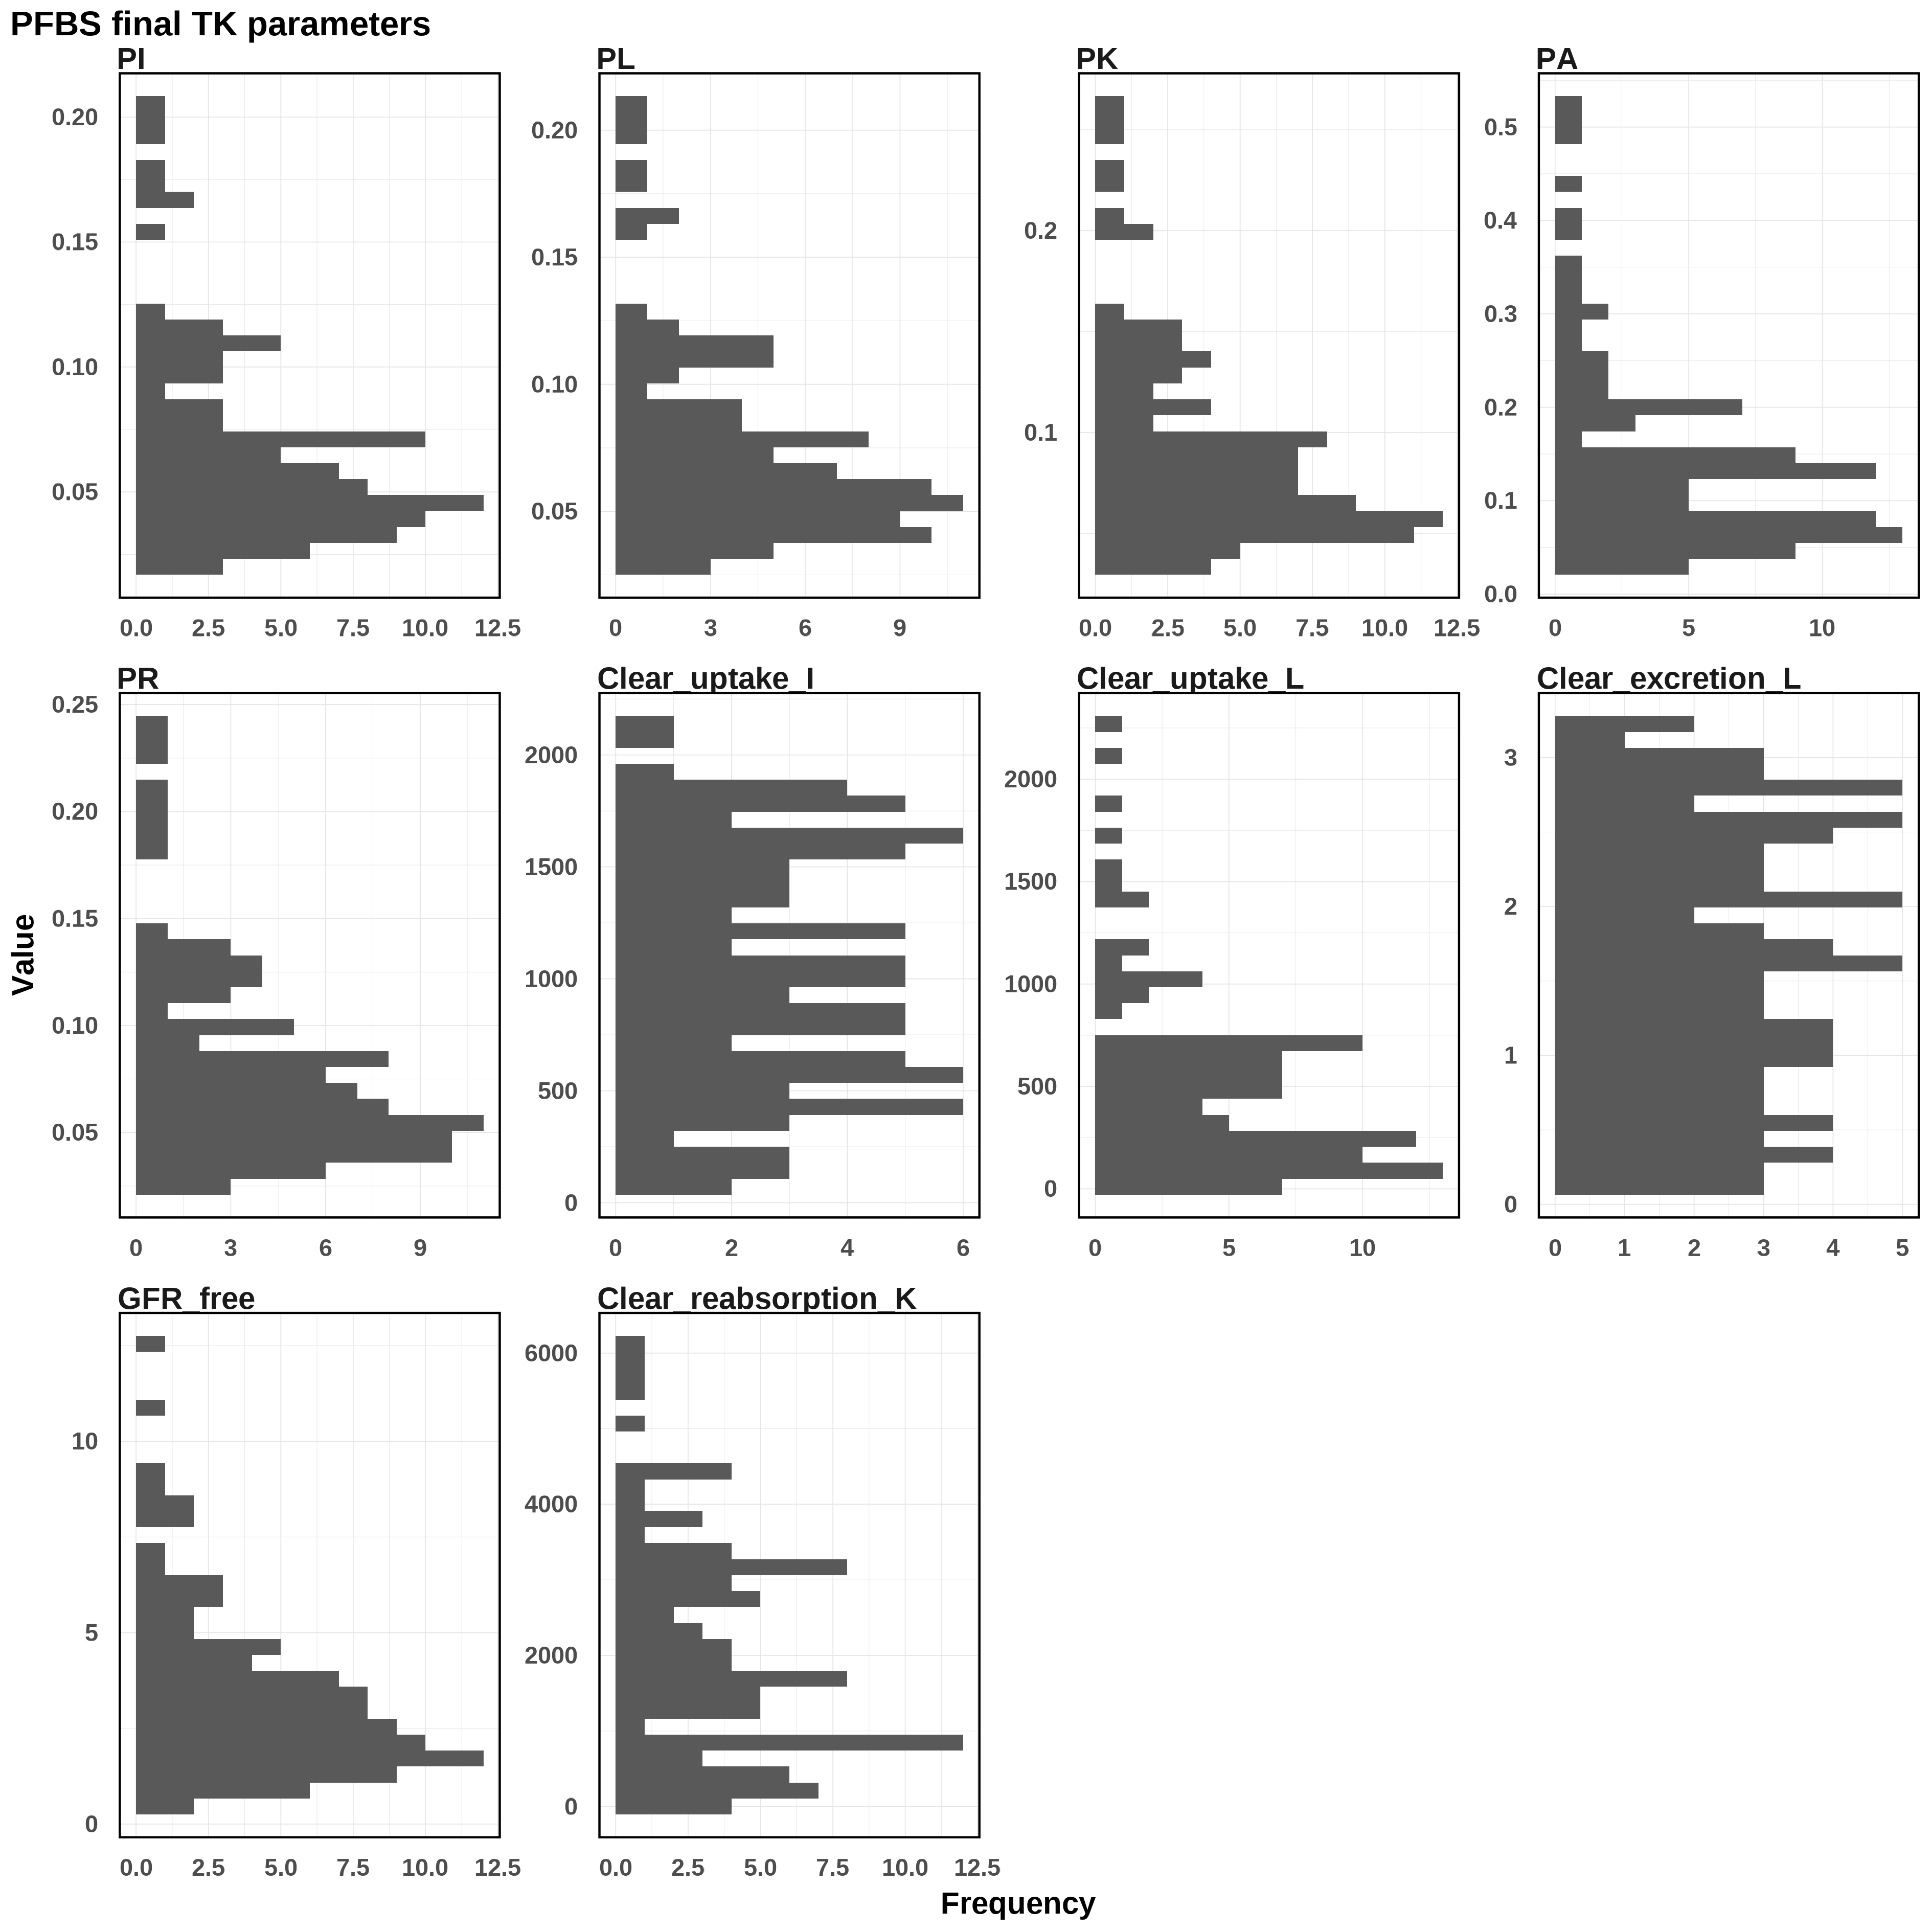 PFBS final TK parameters
PI PL PK PA
0.20 0.15 0.10 0.05
0.20 0.15 0.10 0.05
0.2 0.1
0.5 0.4 0.3 0.2 0.1 0.0
0.0 2.5 5.0 7.5 10.0 12.5
0 3 6 9
0.0 2.5 5.0 7.5 10.0 12.5
0 5 10
PR Clear_uptake_I Clear_uptake_L Clear_excretion_L
0.25 0.20 0.15 0.10 0.05
2000 1500 1000 500 0
2000 1500 1000 500 0
3 2 1 0
0 3 6 9
0 2 4 6
0 5 10
0 1 2 3 4 5
Value
GFR_free Clear_reabsorption_K
10 5 0
6000 4000 2000 0
0.0 2.5 5.0 7.5 10.0 12.5
0.0 2.5 5.0 7.5 10.0 12.5
Frequency